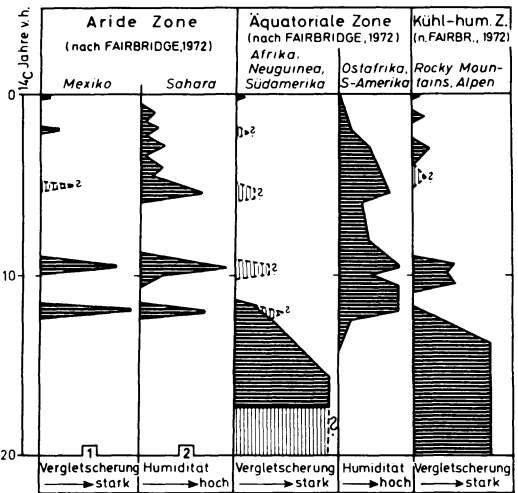 Aride Zone
(nach FAIRBRIDGE,1972)
Äquatoriale Zone
(nach FAIRBRIDGE, 1972)
Kühl-hum. Z.
(n.FAIRBR., 1972)
14C Jahre v.h.
Mexiko
Sahara
Afrika,
Neuguinea,
Südamerika
Ostafrika,
S-Amerika
Rocky Moun-
tains, Alpen
0
10
20
?
?
?
?
?
?
?
1
2
Vergletscherung
stark
Humidität
hoch
Vergletscherung
stark
Humidität
hoch
Vergletscherung
stark